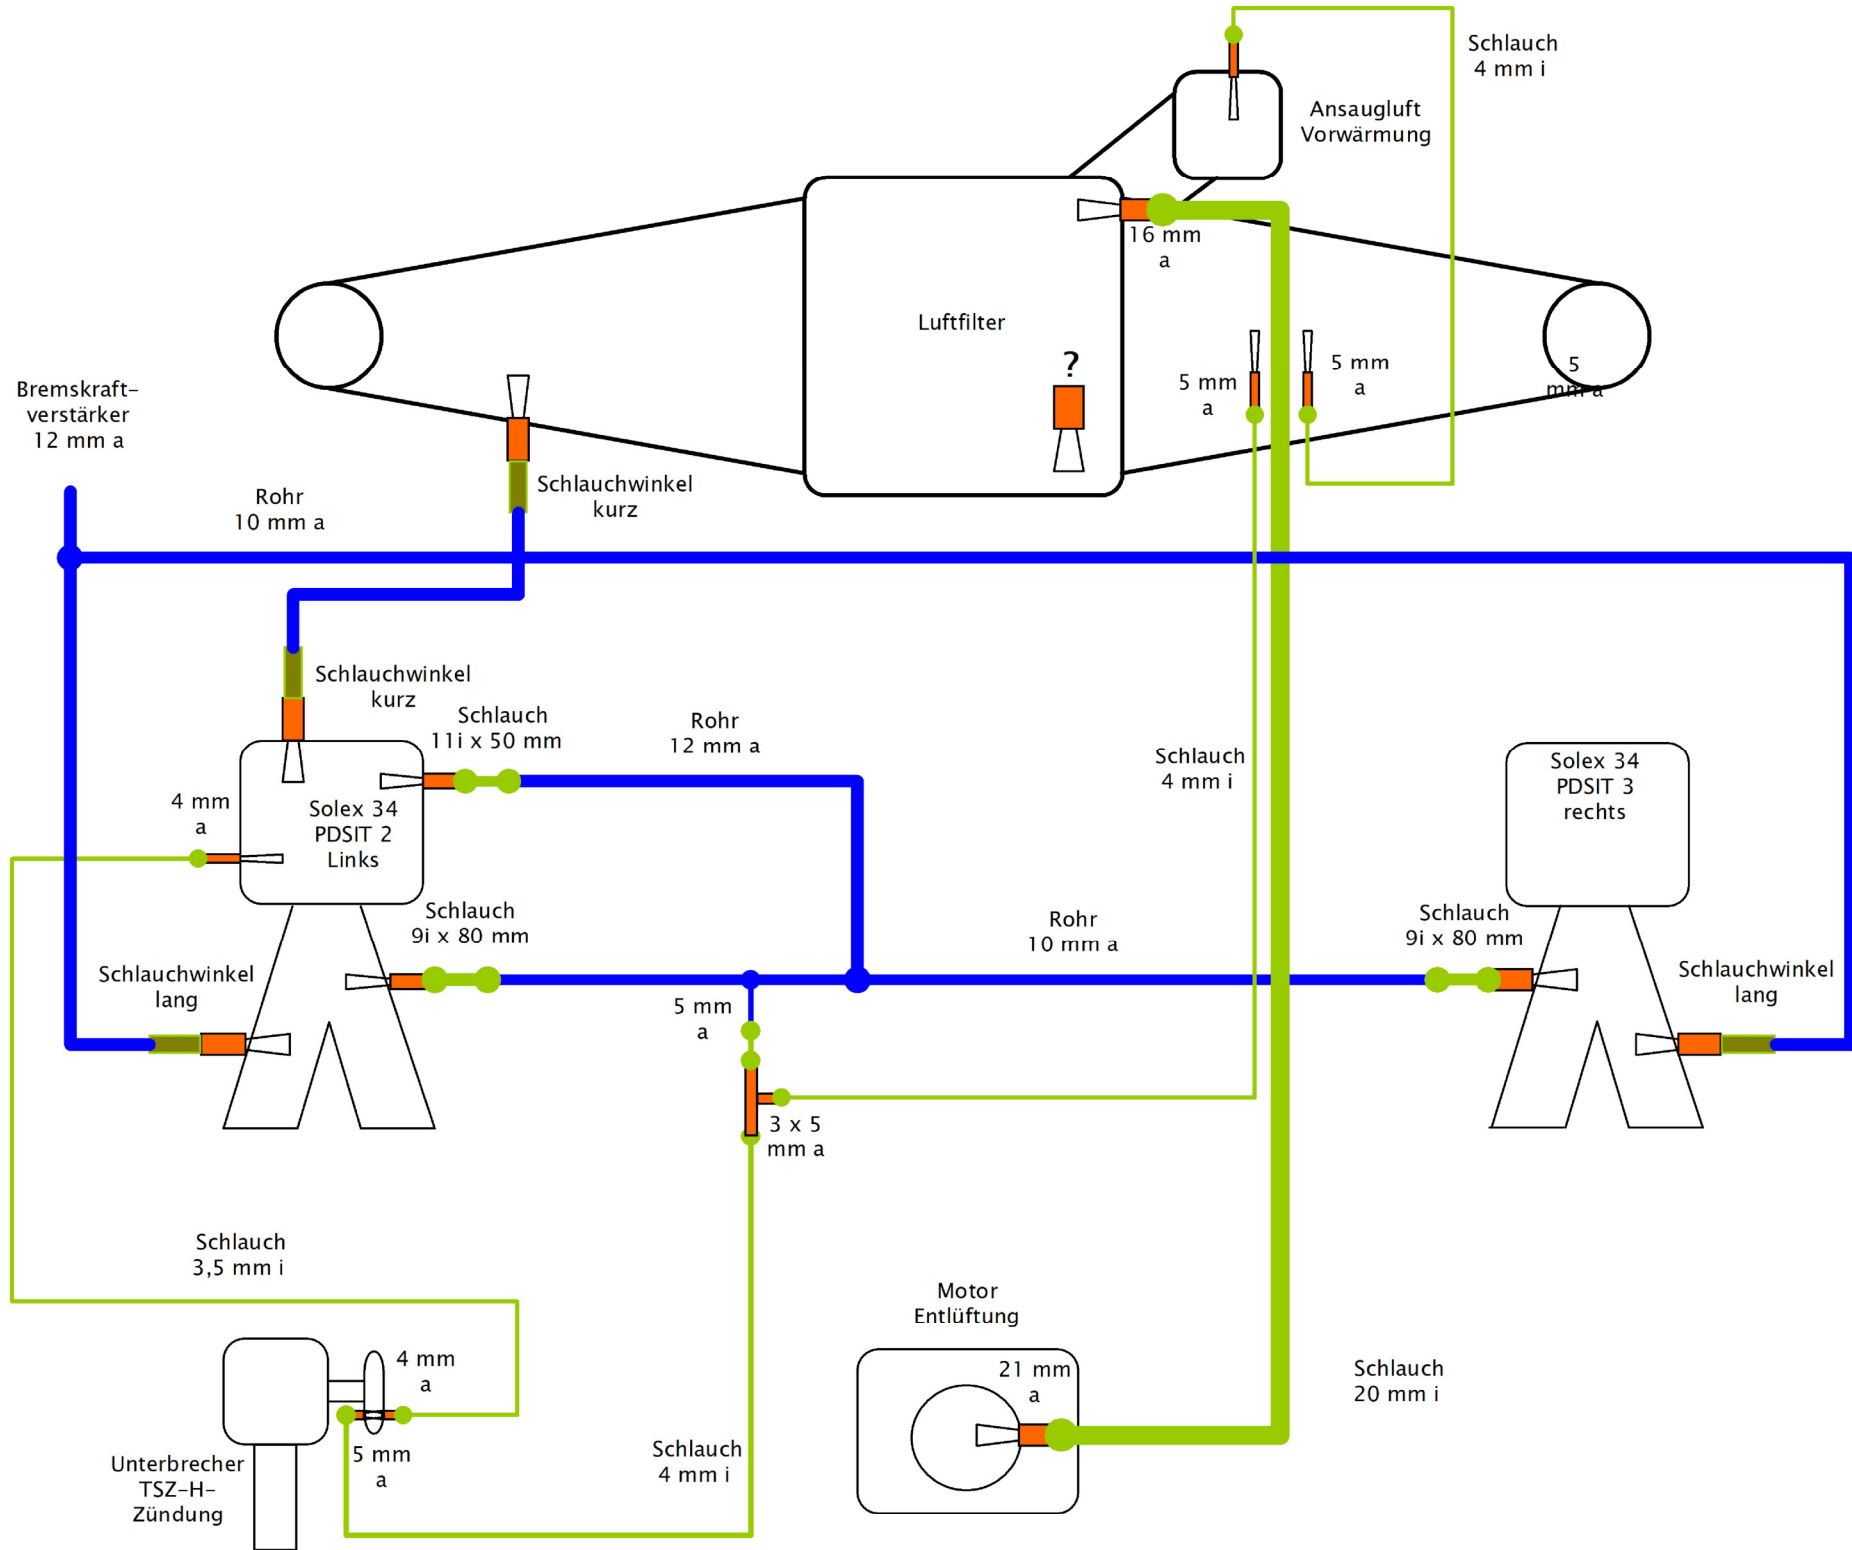 Schlauch
4 mm i
Ansaugluft
Vorwärmung
16 mm
a
Luftfilter
?
5 mm
a
5 mm
a
5
mm a
Bremskraft-
verstärker
12 mm a
Rohr
10 mm a
Schlauchwinkel
kurz
Schlauchwinkel
kurz
Schlauch
11i x 50 mm
Rohr
12 mm a
Schlauch
4 mm i
Solex 34
PDSIT 3
rechts
4 mm
a
Solex 34
PDSIT 2
Links
Schlauch
9i x 80 mm
Rohr
10 mm a
Schlauch
9i x 80 mm
Schlauchwinkel
lang
Schlauchwinkel
lang
5 mm
a
3 x 5
mm a
Schlauch
3,5 mm i
Motor
Entlüftung
4 mm
a
21 mm
a
Schlauch
20 mm i
5 mm
a
Schlauch
4 mm i
Unterbrecher
TSZ-H-
Zündung